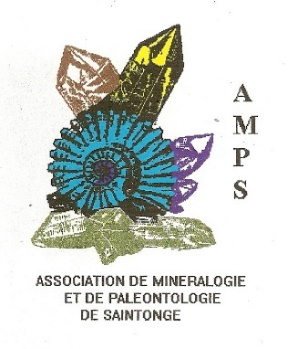 A
M
P
S
ASSOCIATION DE MINERALOGIE
ET DE PALEONTOLOGIE
DE SAINTONGE